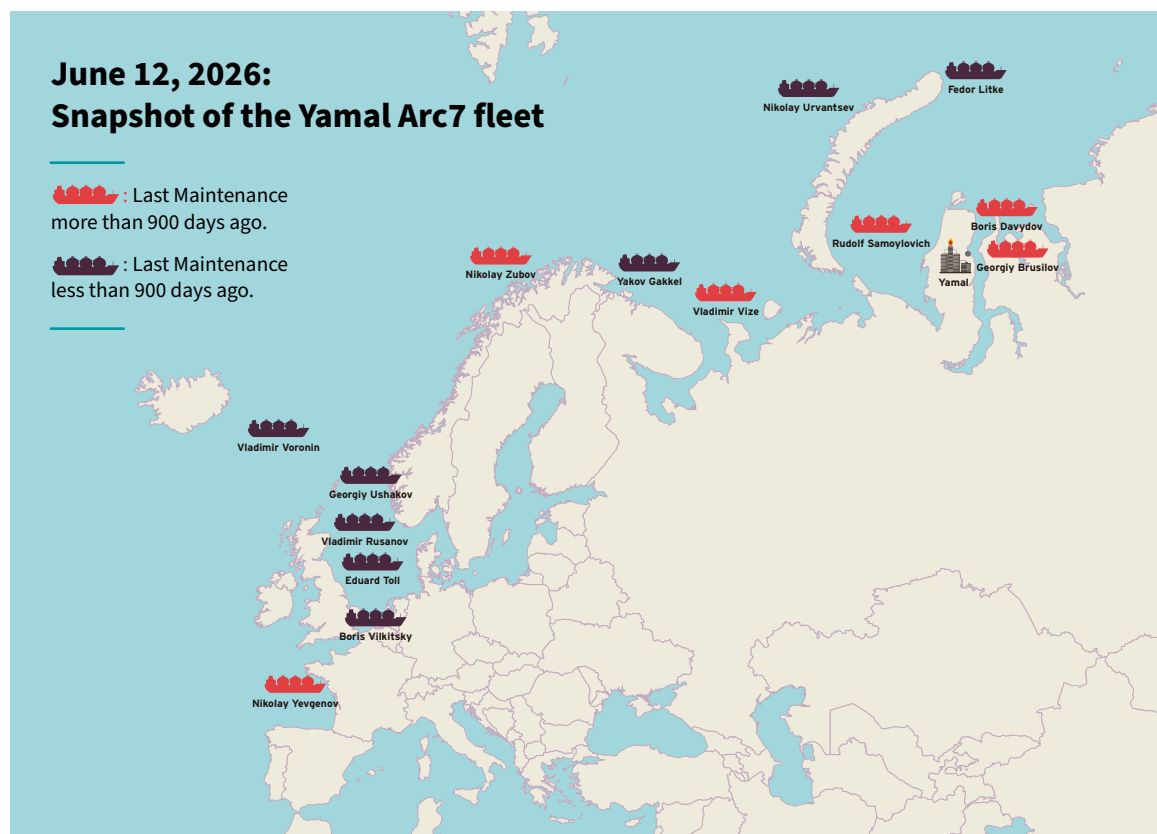 June 12, 2026:
Snapshot of the Yamal Arc7 fleet
: Last Maintenance
more than 900 days ago.
: Last Maintenance
less than 900 days ago.
Fedor Litke
Nikolay Urvantsev
Boris Davydov
Rudolf Samoylovich
Georgiy Brusilov
Yamal
Nikolay Zubov
Yakov Gakkel
Vladimir Vize
Vladimir Voronin
Georgiy Ushakov
Vladimir Rusanov
Eduard Toll
Boris Vilkitsky
Nikolay Yevgenov